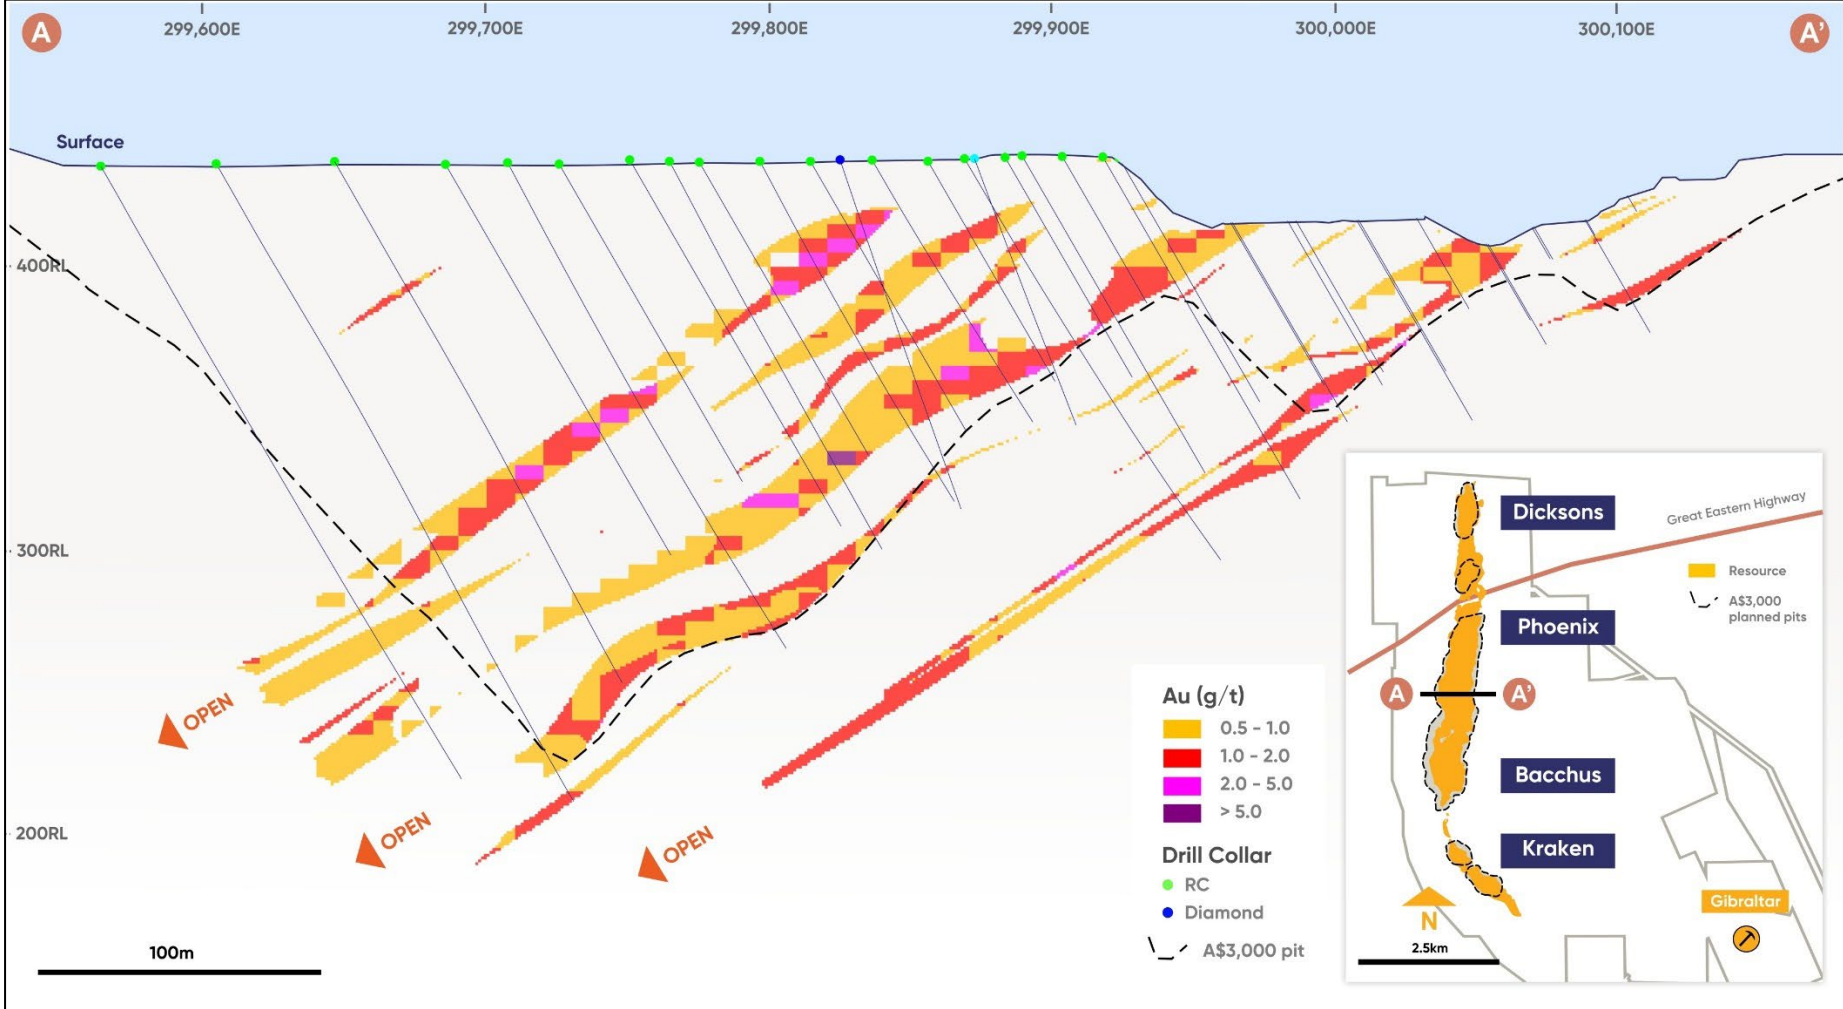 A
299,600E
299,700E
299,800E
299,900E
300,000E
300,100E
A'
Surface
400RL
300RL
200RL
OPEN
OPEN
OPEN
100m
Au (g/t)
0.5 - 1.0
1.0 - 2.0
2.0 - 5.0
> 5.0
Drill Collar
RC
Diamond
A$3,000 pit
Dicksons
Great Eastern Highway
Resource
A$3,000
planned pits
Phoenix
A
A'
Bacchus
Kraken
Gibraltar
N
2.5km